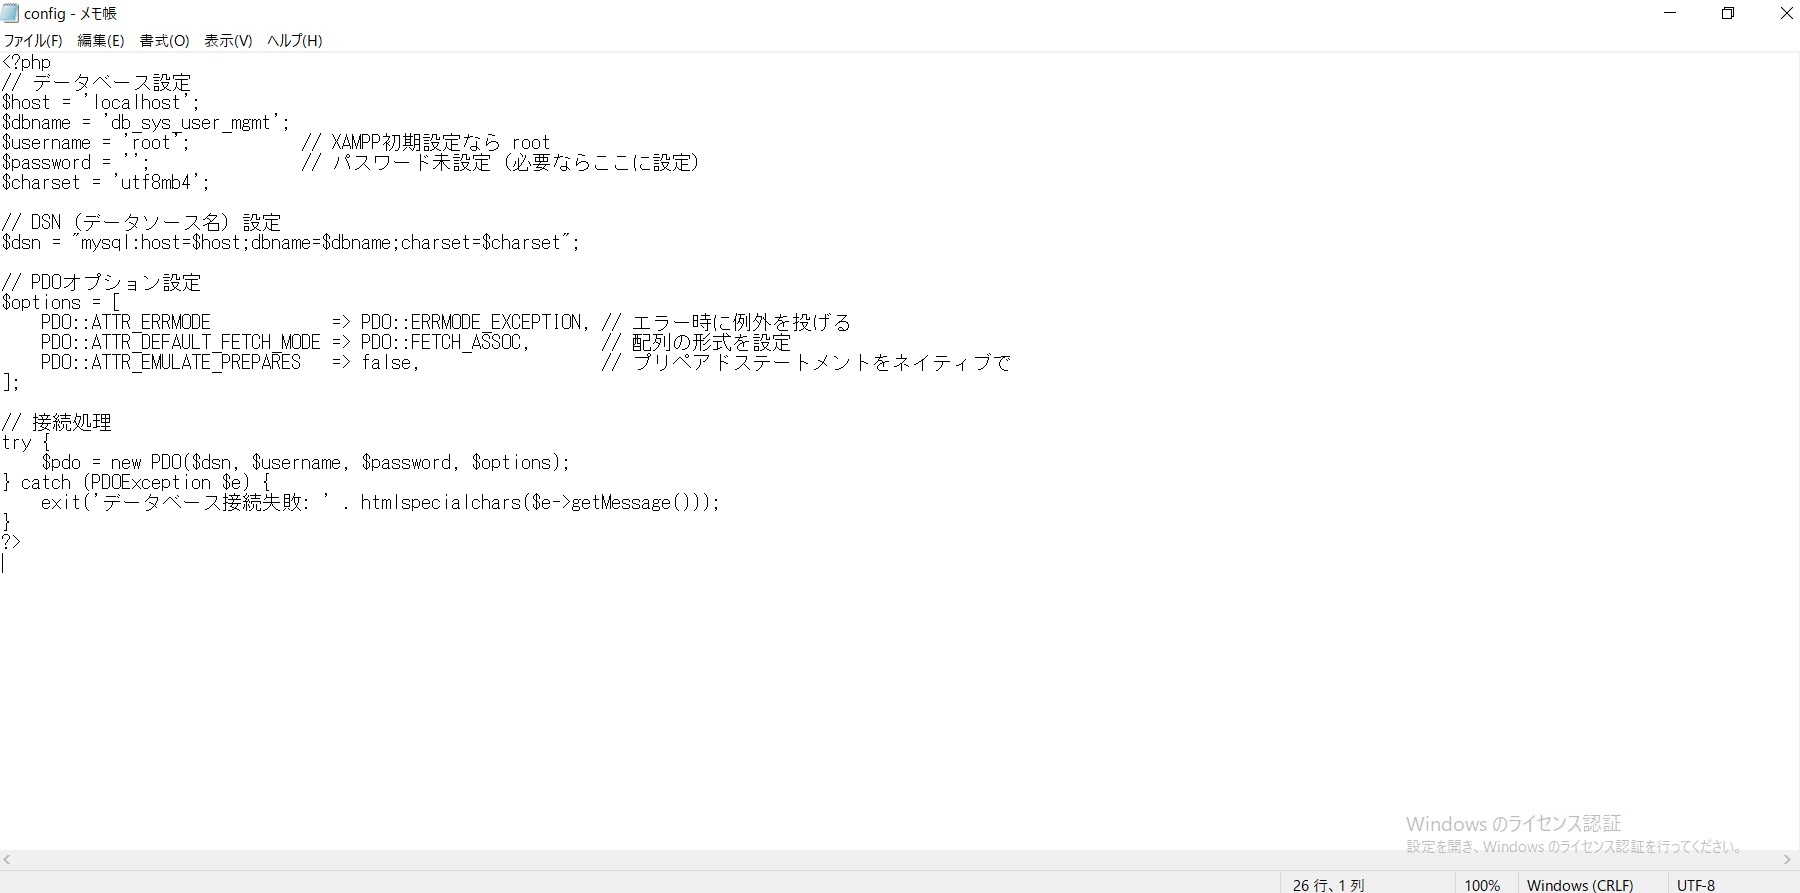 config - メモ帳
ファイル(F) 編集(E) 書式(O) 表示(V) ヘルプ(H)
<?php
// データベース設定
$host = 'localhost';
$dbname = 'db_sys_user_mgmt';
$username = 'root';           // XAMPP初期設定なら root
$password = '';               // パスワード未設定（必要ならここに設定）
$charset = 'utf8mb4';
// DSN（データソース名）設定
$dsn = "mysql:host=$host;dbname=$dbname;charset=$charset";
// PDOオプション設定
$options = [
    PDO::ATTR_ERRMODE            => PDO::ERRMODE_EXCEPTION, // エラー時に例外を投げる
    PDO::ATTR_DEFAULT_FETCH_MODE => PDO::FETCH_ASSOC,       // 配列の形式を設定
    PDO::ATTR_EMULATE_PREPARES   => false,                  // プリペアドステートメントをネイティブで
];
// 接続処理
try {
    $pdo = new PDO($dsn, $username, $password, $options);
} catch (PDOException $e) {
    exit('データベース接続失敗: ' . htmlspecialchars($e->getMessage()));
}
?>
Windows のライセンス認証
設定を開き、Windows のライセンス認証を行ってください。
26 行、1 列 100% Windows (CRLF) UTF-8